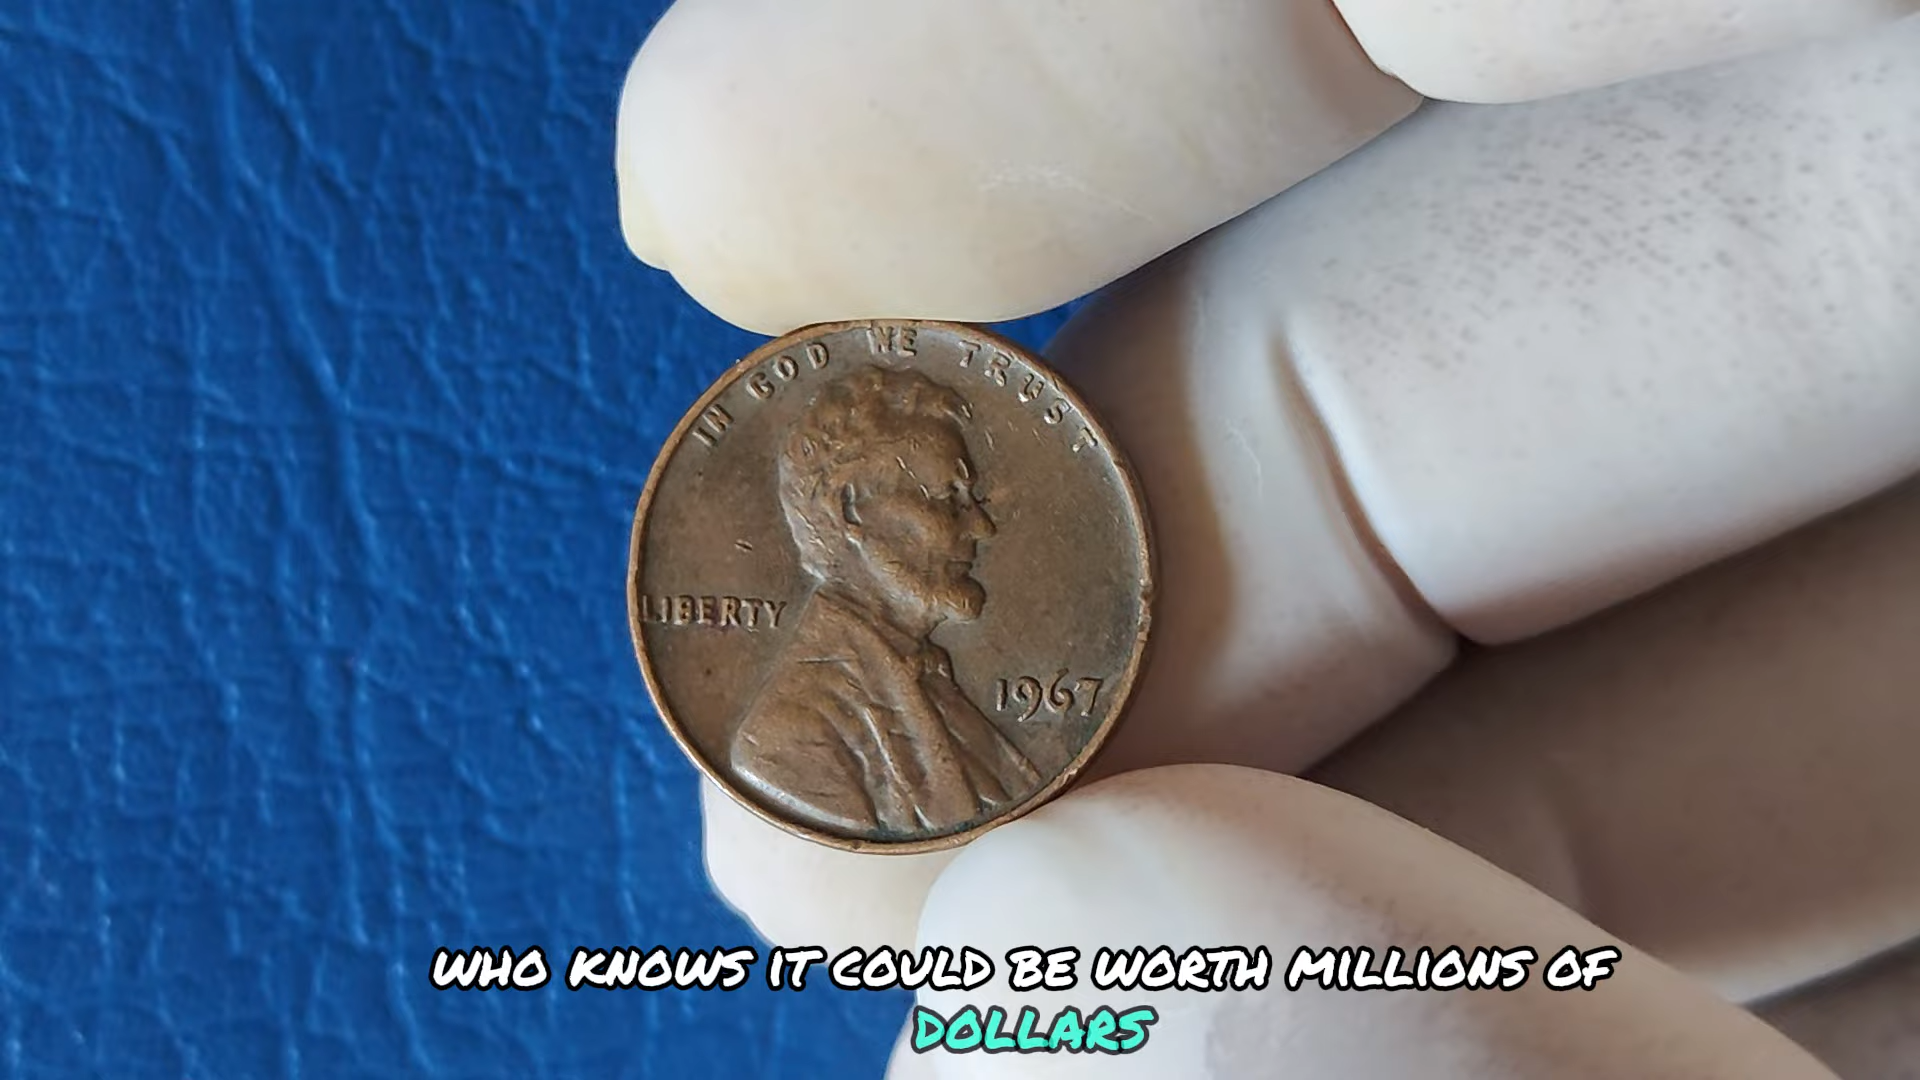 IN GOD WE TRUST
LIBERTY
1967
WHO KNOWS IT COULD BE WORTH MILLIONS OF
DOLLARS